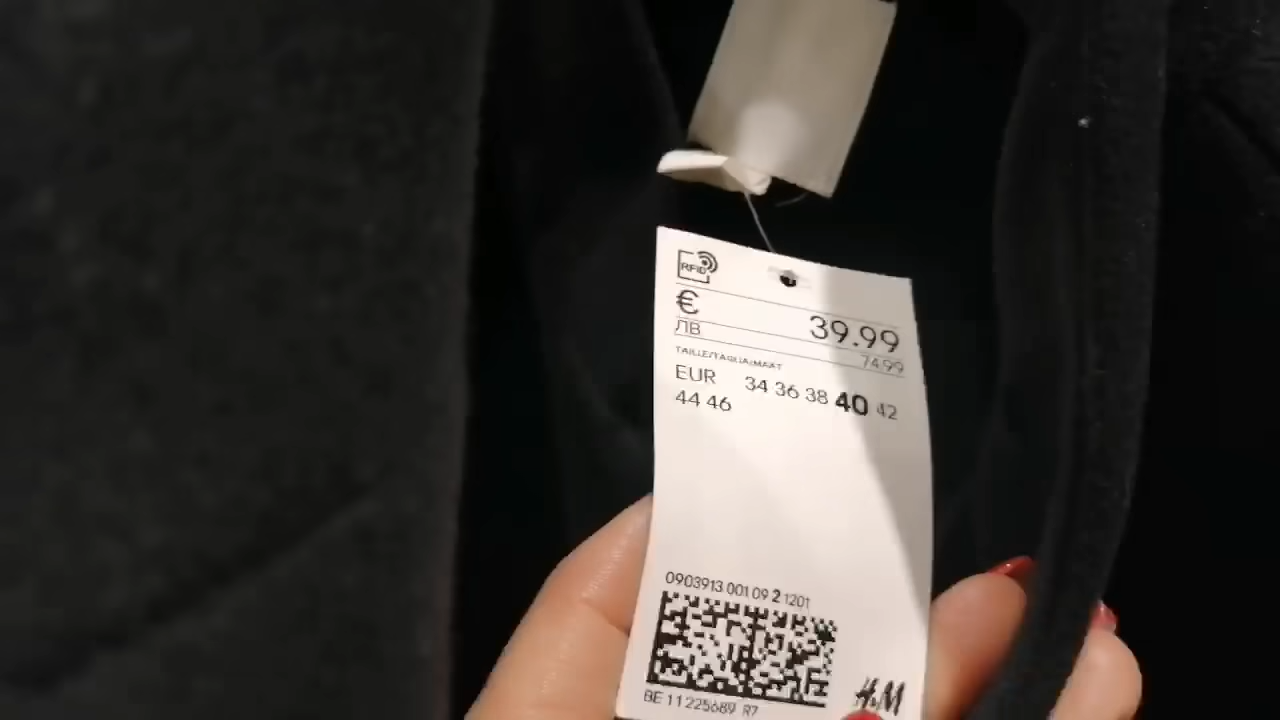 RFID
€ 39.99
ЛВ 74.99
TAILLE/TAGLIA/MAAT
EUR 34 36 38 40 42
44 46
0903913 001 09 2 1201
BE 11225689 R7
H&M